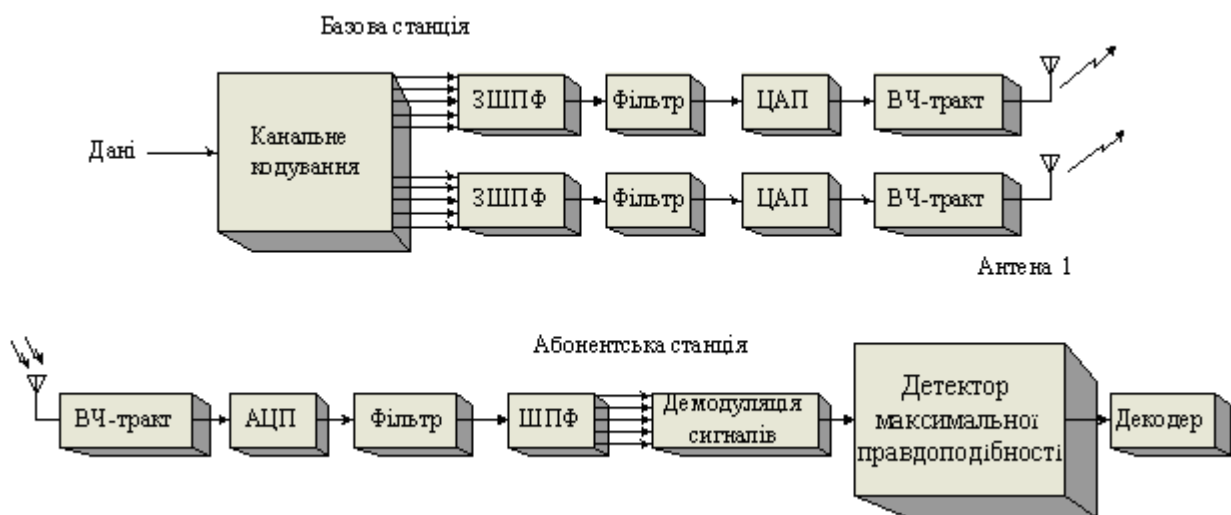 Базова станція
Дані
Канальне
кодування
ЗШПФ
Фільтр
ЦАП
ВЧ-тракт
ЗШПФ
Фільтр
ЦАП
ВЧ-тракт
Антена 1
Абонентська станція
ВЧ-тракт
АЦП
Фільтр
ШПФ
Демодуляція
сигналів
Детектор
максимальної
правдоподібності
Декодер